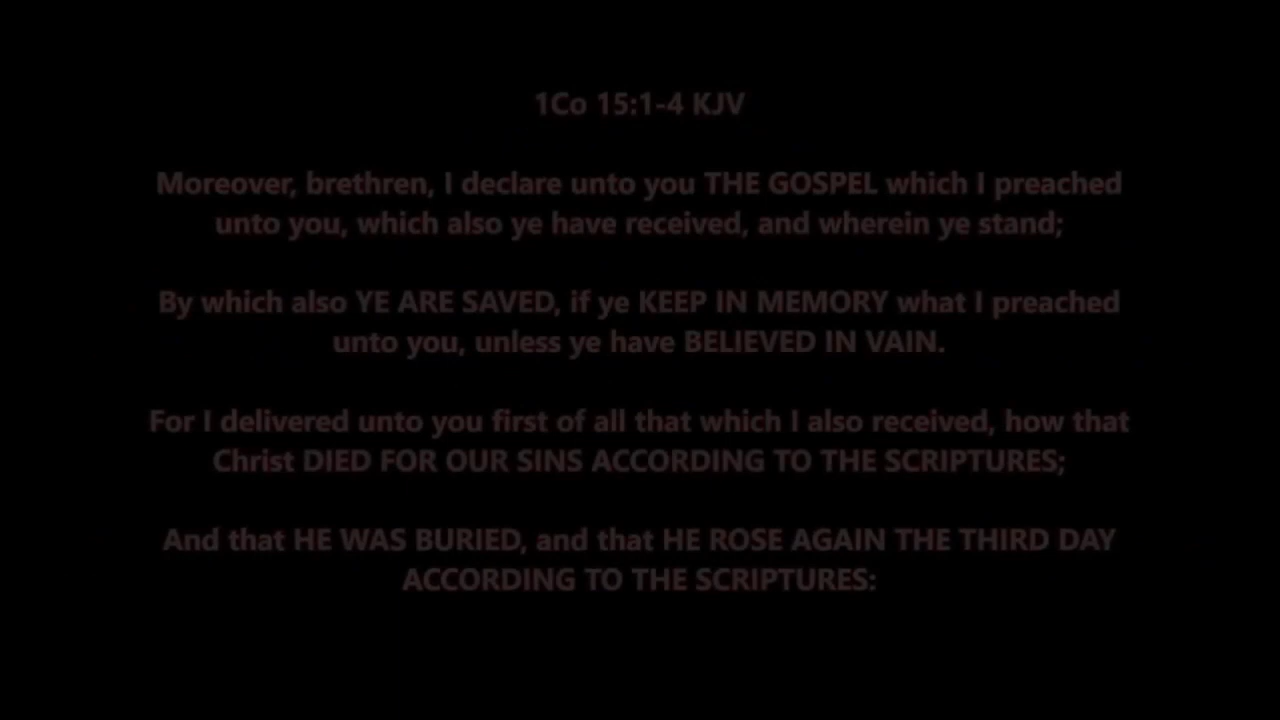 1Co 15:1-4 KJV
Moreover, brethren, I declare unto you THE GOSPEL which I preached
unto you, which also ye have received, and wherein ye stand;
By which also YE ARE SAVED, if ye KEEP IN MEMORY what I preached
unto you, unless ye have BELIEVED IN VAIN.
For I delivered unto you first of all that which I also received, how that
Christ DIED FOR OUR SINS ACCORDING TO THE SCRIPTURES;
And that HE WAS BURIED, and that HE ROSE AGAIN THE THIRD DAY
ACCORDING TO THE SCRIPTURES: